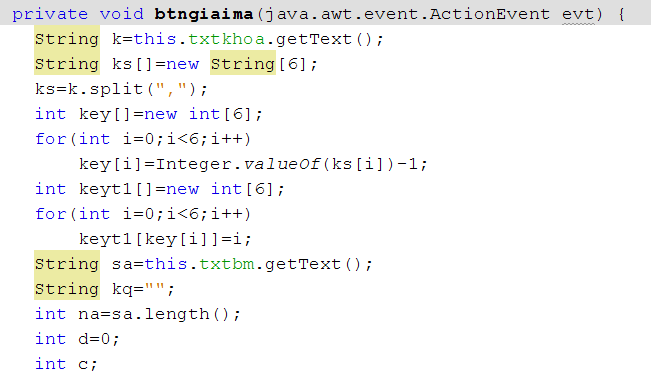 private void btngiaima(java.awt.event.ActionEvent evt) {
String k=this.txtkhoa.getText();
String ks[]=new String[6];
ks=k.split(",");
int key[]=new int[6];
for(int i=0;i<6;i++)
key[i]=Integer.valueOf(ks[i])-1;
int keyt1[]=new int[6];
for(int i=0;i<6;i++)
keyt1[key[i]]=i;
String sa=this.txtbm.getText();
String kq="";
int na=sa.length();
int d=0;
int c;